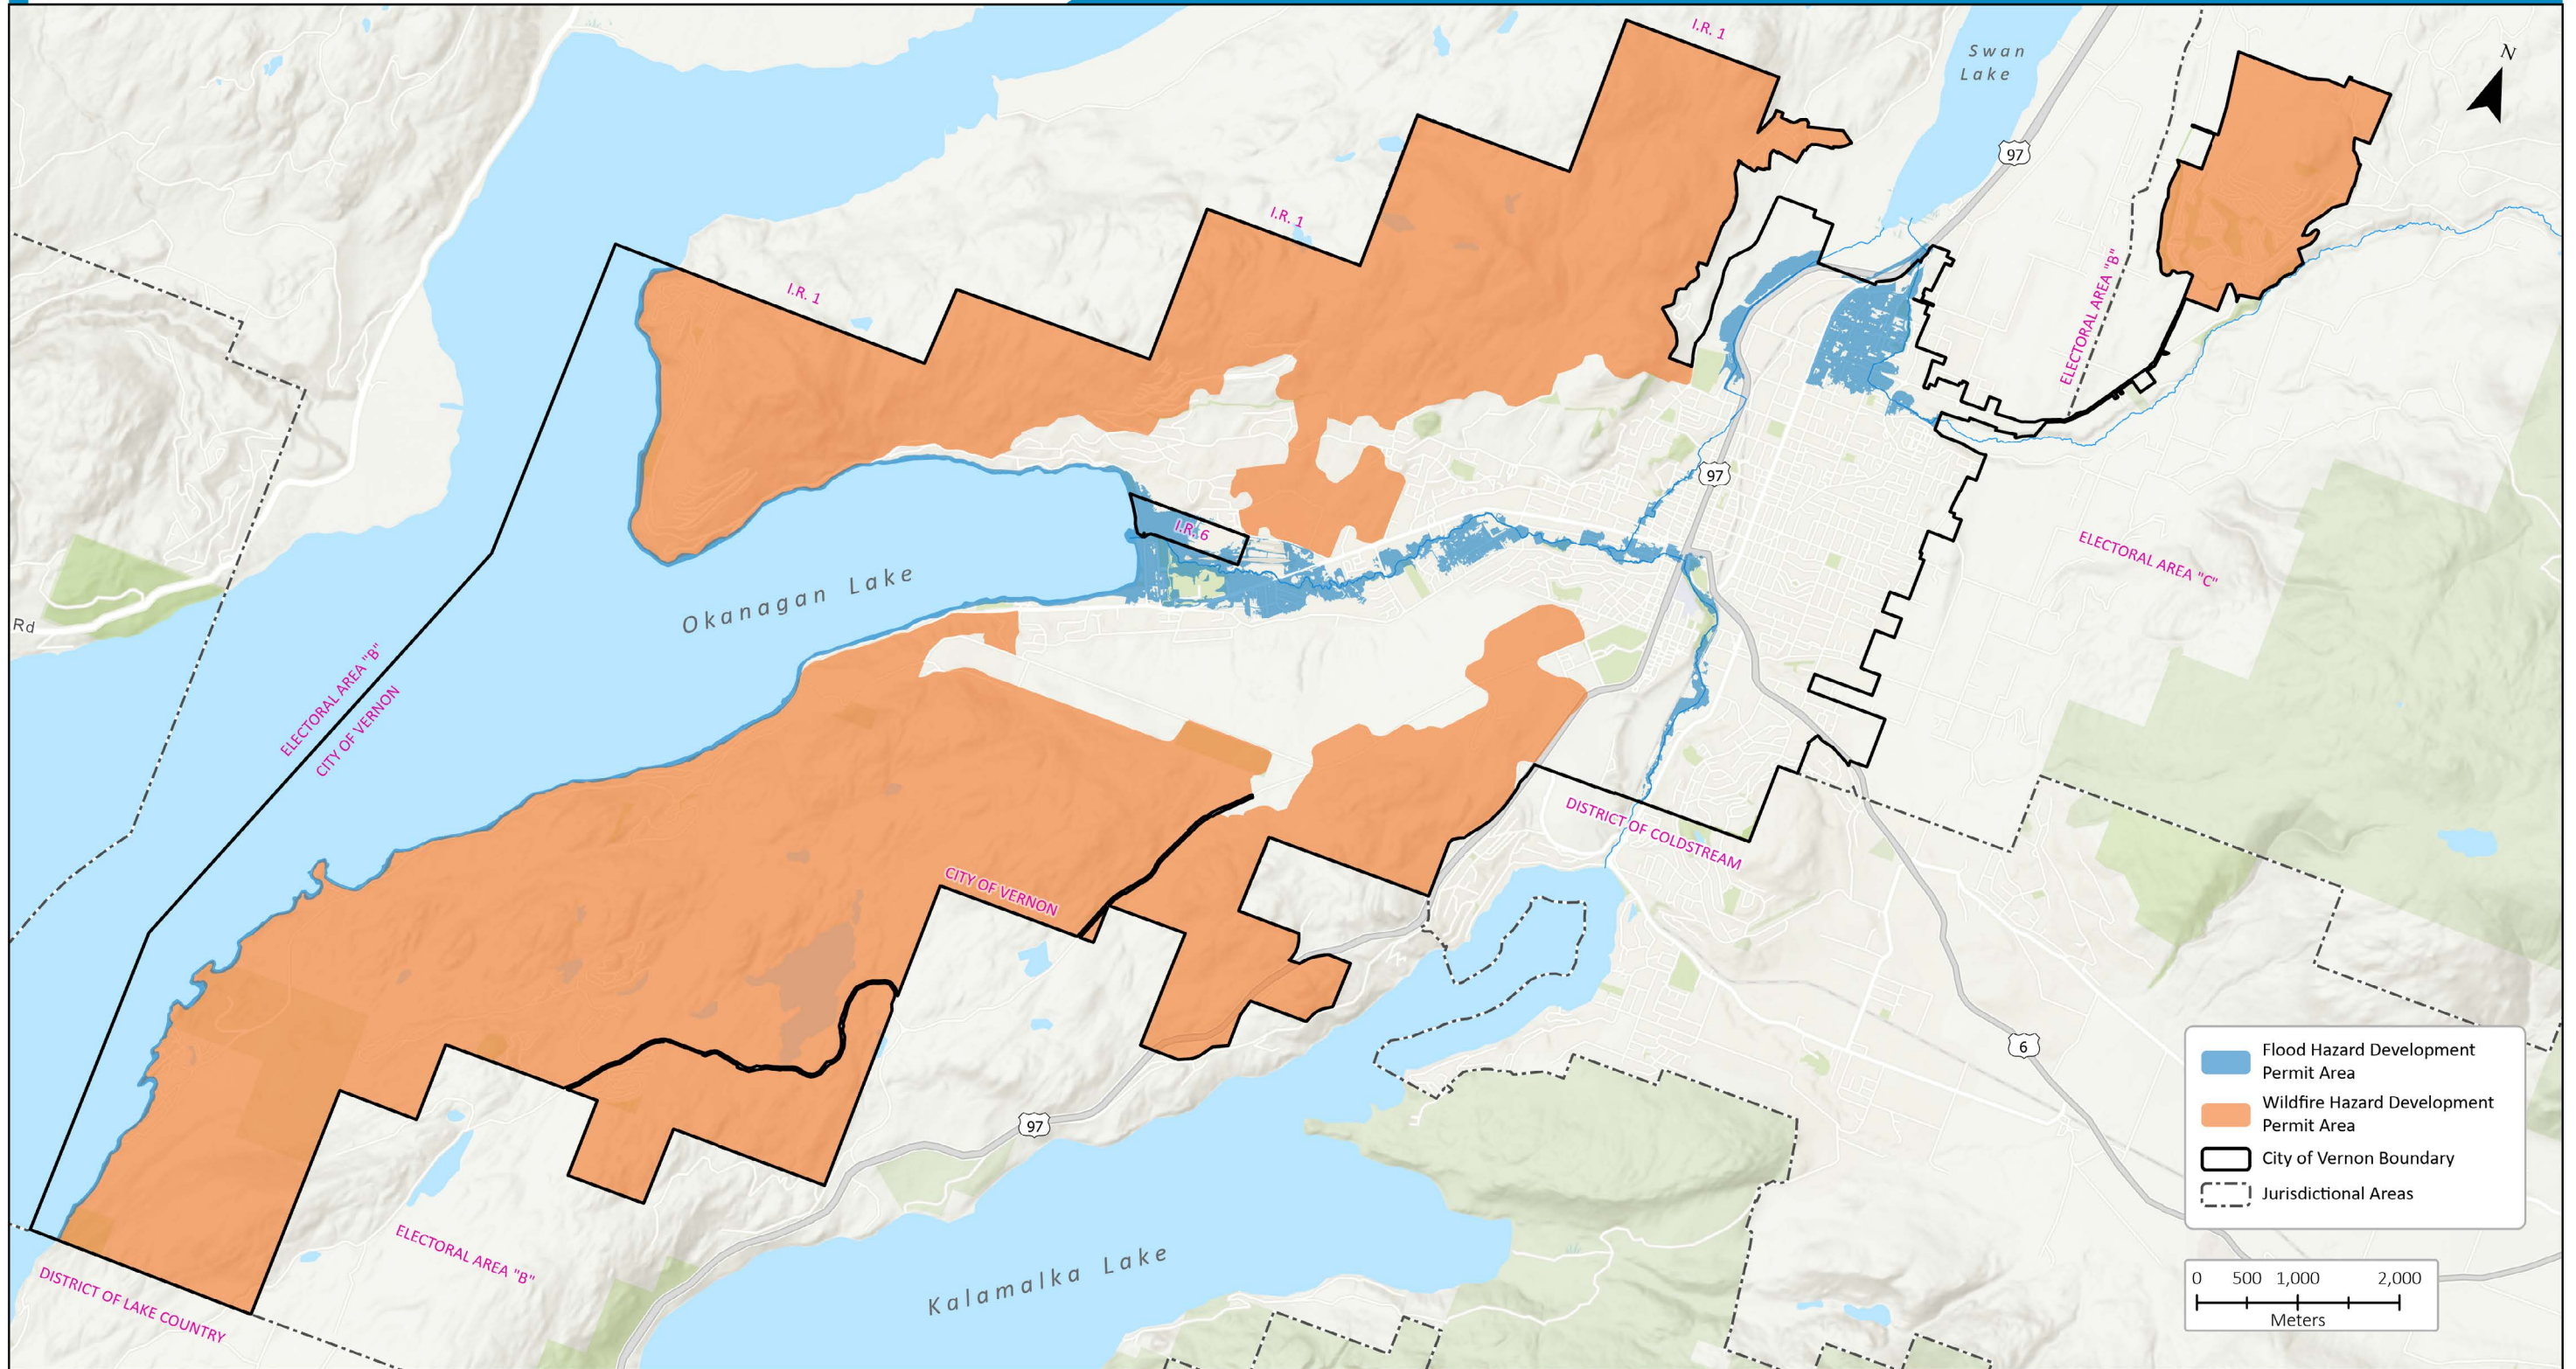 I.R. 1
Swan
Lake
N
97
I.R. 1
ELECTORAL AREA "B"
I.R. 1
97
I.R. 6
ELECTORAL AREA "C"
Okanagan Lake
Rd
ELECTORAL AREA "B"
CITY OF VERNON
DISTRICT OF COLDSTREAM
CITY OF VERNON
6
97
Flood Hazard Development
Permit Area
Wildfire Hazard Development
Permit Area
City of Vernon Boundary
Jurisdictional Areas
ELECTORAL AREA "B"
Kalamalka Lake
DISTRICT OF LAKE COUNTRY
0 500 1,000 2,000
Meters